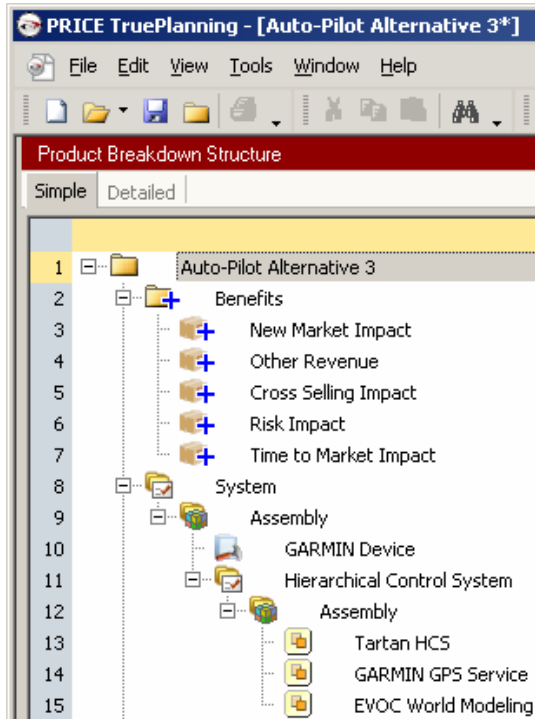 PRICE TruePlanning - [Auto-Pilot Alternative 3*]
File Edit View Tools Window Help
Product Breakdown Structure
Simple Detailed
1 Auto-Pilot Alternative 3
2 Benefits
3 New Market Impact
4 Other Revenue
5 Cross Selling Impact
6 Risk Impact
7 Time to Market Impact
8 System
9 Assembly
10 GARMIN Device
11 Hierarchical Control System
12 Assembly
13 Tartan HCS
14 GARMIN GPS Service
15 EVOC World Modeling